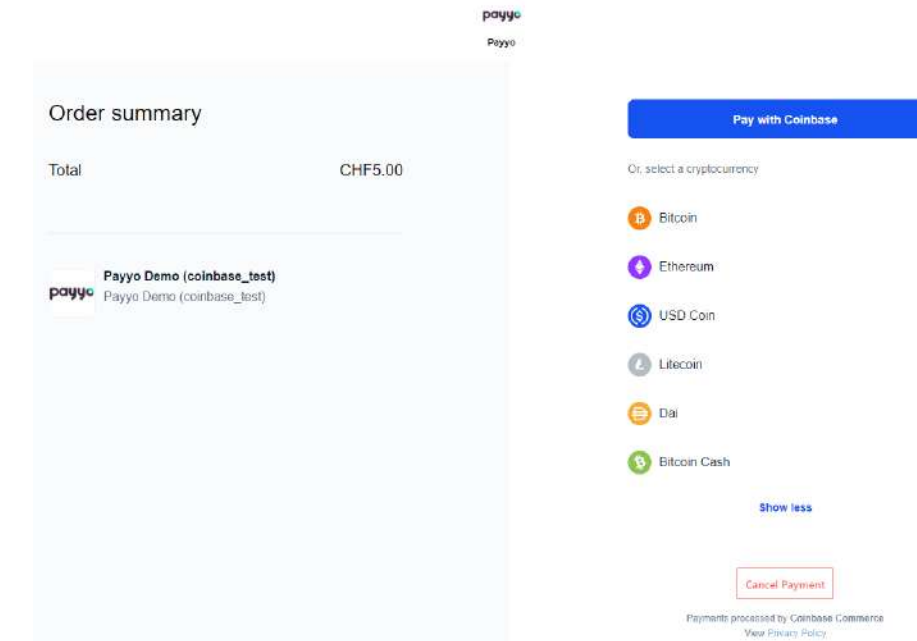 payyo
Payyo
Order summary
Total CHF5.00
payyo
Payyo Demo (coinbase_test)
Payyo Demo (coinbase_test)
Pay with Coinbase
Or, select a cryptocurrency
Bitcoin
Ethereum
USD Coin
Litecoin
Dai
Bitcoin Cash
Show less
Cancel Payment
Payments processed by Coinbase Commerce
View Privacy Policy